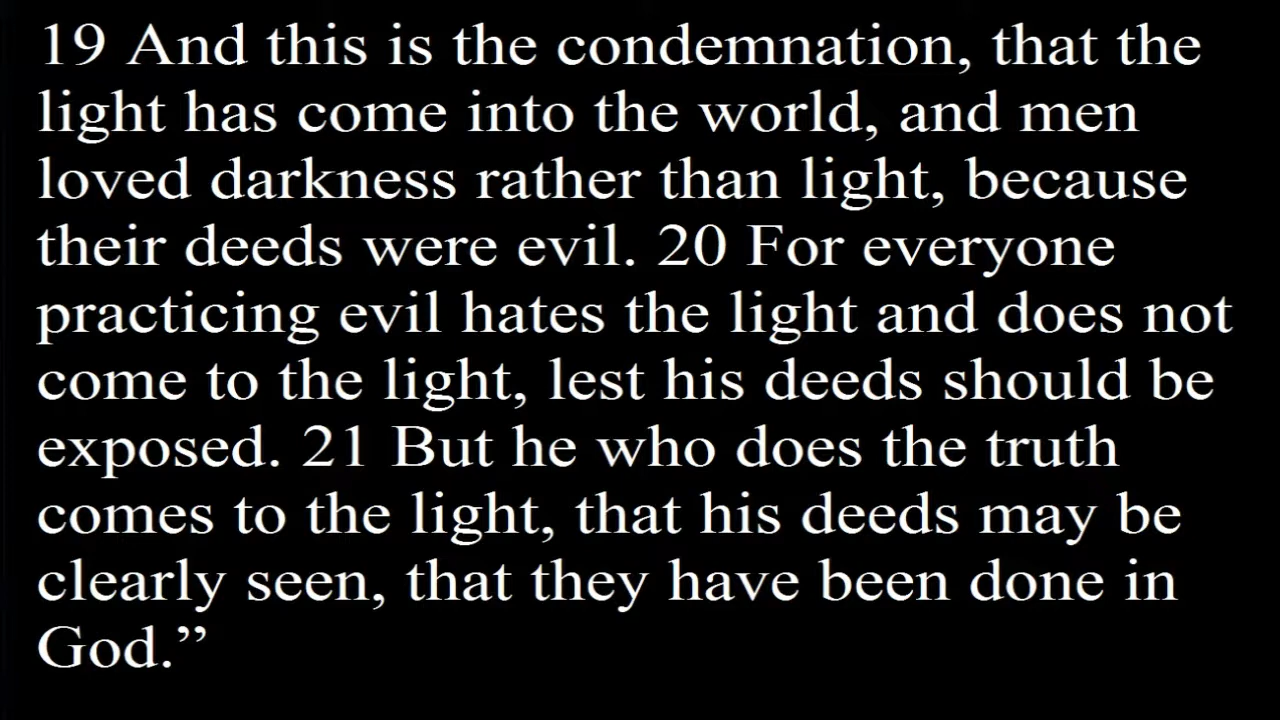 19 And this is the condemnation, that the
light has come into the world, and men
loved darkness rather than light, because
their deeds were evil. 20 For everyone
practicing evil hates the light and does not
come to the light, lest his deeds should be
exposed. 21 But he who does the truth
comes to the light, that his deeds may be
clearly seen, that they have been done in
God.”